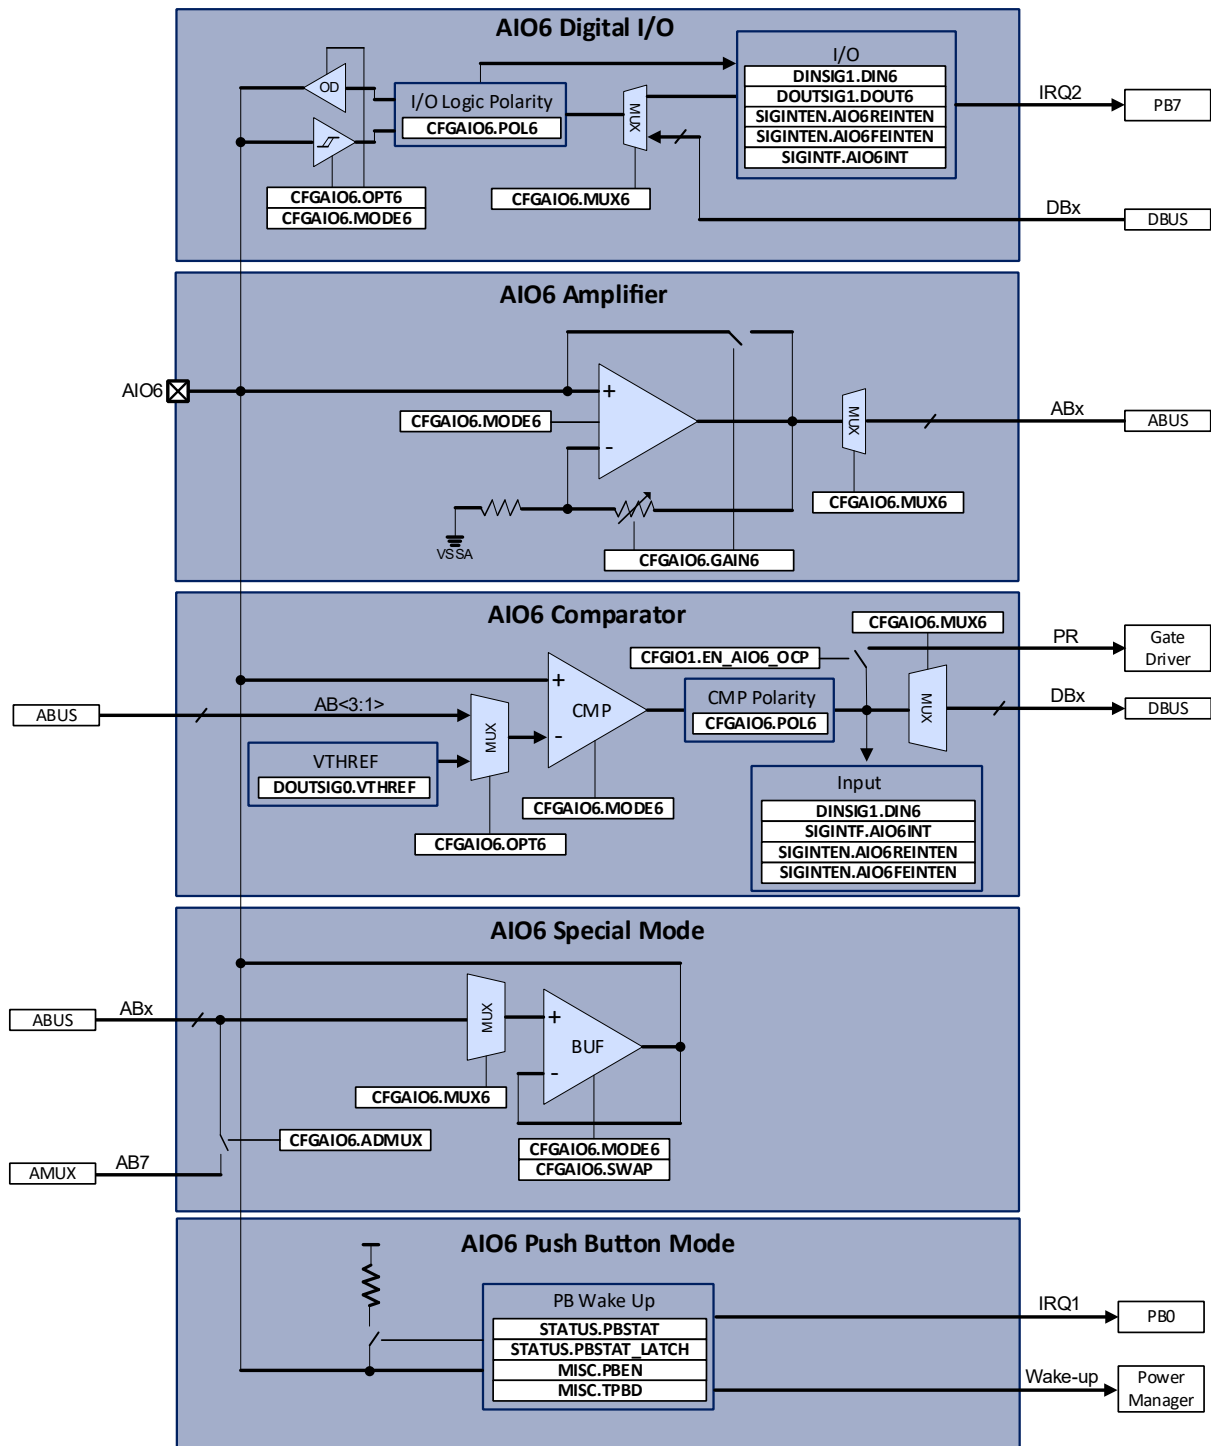 AIO6 Digital I/O
I/O
DINSIG1.DIN6
DOUTSIG1.DOUT6
SIGINTEN.AIO6REINTEN
SIGINTEN.AIO6FEINTEN
SIGINTF.AIO6INT
OD
I/O Logic Polarity
CFGAIO6.POL6
MUX
IRQ2
PB7
CFGAIO6.OPT6
CFGAIO6.MODE6
CFGAIO6.MUX6
DBx
DBUS
AIO6 Amplifier
AIO6
+
CFGAIO6.MODE6
-
MUX
ABx
ABUS
CFGAIO6.MUX6
VSSA
CFGAIO6.GAIN6
AIO6 Comparator
CFGAIO6.MUX6
PR
Gate
Driver
CFGIO1.EN_AIO6_OCP
+
ABUS
AB<3:1>
MUX
CMP
-
CMP Polarity
CFGAIO6.POL6
MUX
DBx
DBUS
VTHREF
DOUTSIG0.VTHREF
CFGAIO6.MODE6
CFGAIO6.OPT6
Input
DINSIG1.DIN6
SIGINTF.AIO6INT
SIGINTEN.AIO6REINTEN
SIGINTEN.AIO6FEINTEN
AIO6 Special Mode
ABUS
ABx
MUX
+
BUF
-
CFGAIO6.MUX6
CFGAIO6.ADMUX
CFGAIO6.MODE6
CFGAIO6.SWAP
AMUX
AB7
AIO6 Push Button Mode
PB Wake Up
STATUS.PBSTAT
STATUS.PBSTAT_LATCH
MISC.PBEN
MISC.TPBD
IRQ1
PB0
Wake-up
Power
Manager